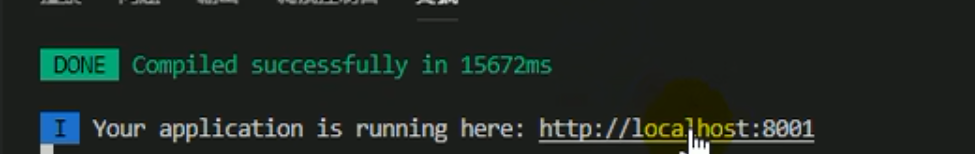 DONE Compiled successfully in 15672ms
I Your application is running here: http://localhost:8001